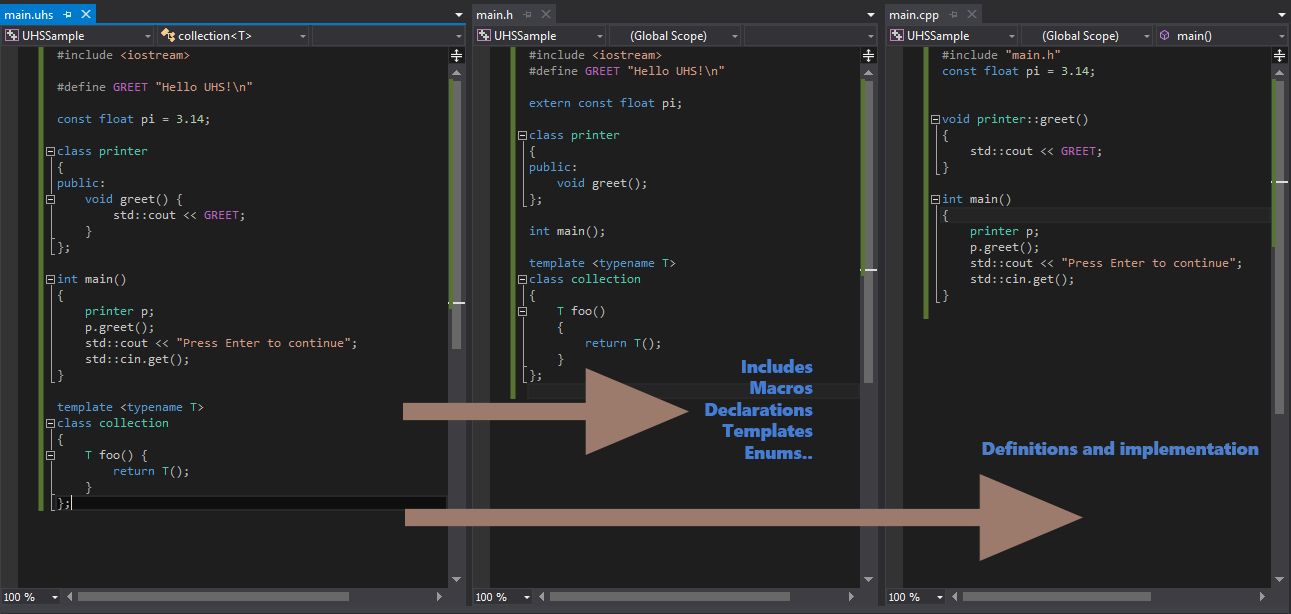 main.uhs
UHSSample
collection<T>
#include <iostream>
#define GREET "Hello UHS!\n"
const float pi = 3.14;
class printer
{
public:
    void greet() {
        std::cout << GREET;
    }
};
int main()
{
    printer p;
    p.greet();
    std::cout << "Press Enter to continue";
    std::cin.get();
}
template <typename T>
class collection
{
    T foo() {
        return T();
    }
};
100 %
main.h
UHSSample
(Global Scope)
#include <iostream>
#define GREET "Hello UHS!\n"
extern const float pi;
class printer
{
public:
    void greet();
};
int main();
template <typename T>
class collection
{
    T foo()
    {
        return T();
    }
};
Includes
Macros
Declarations
Templates
Enums..
100 %
main.cpp
UHSSample
(Global Scope)
main()
#include "main.h"
const float pi = 3.14;
void printer::greet()
{
    std::cout << GREET;
}
int main()
{
    printer p;
    p.greet();
    std::cout << "Press Enter to continue";
    std::cin.get();
}
Definitions and implementation
100 %